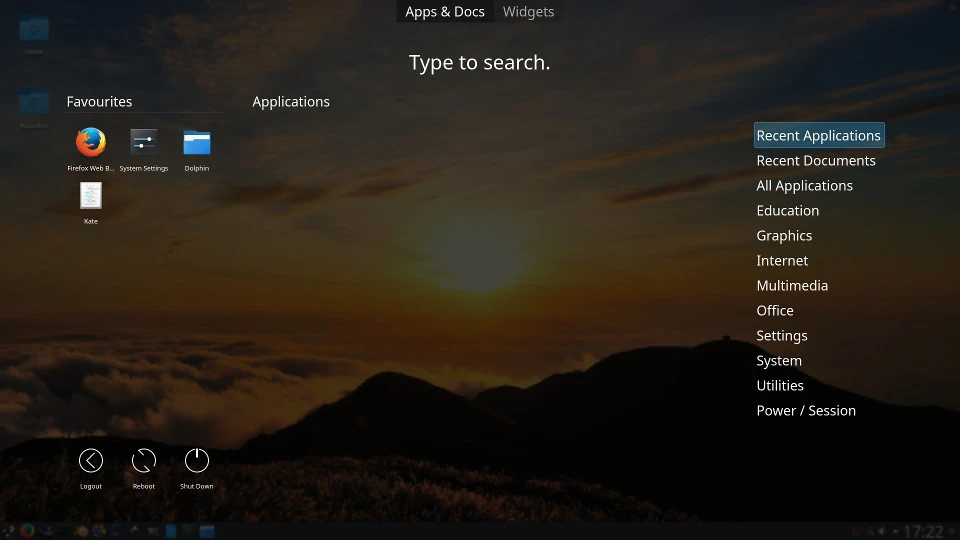 Apps & Docs
Widgets
Type to search.
Favourites
Applications
Firefox Web B...
System Settings
Dolphin
Kate
Recent Applications
Recent Documents
All Applications
Education
Graphics
Internet
Multimedia
Office
Settings
System
Utilities
Power / Session
Logout
Reboot
Shut Down
17:22